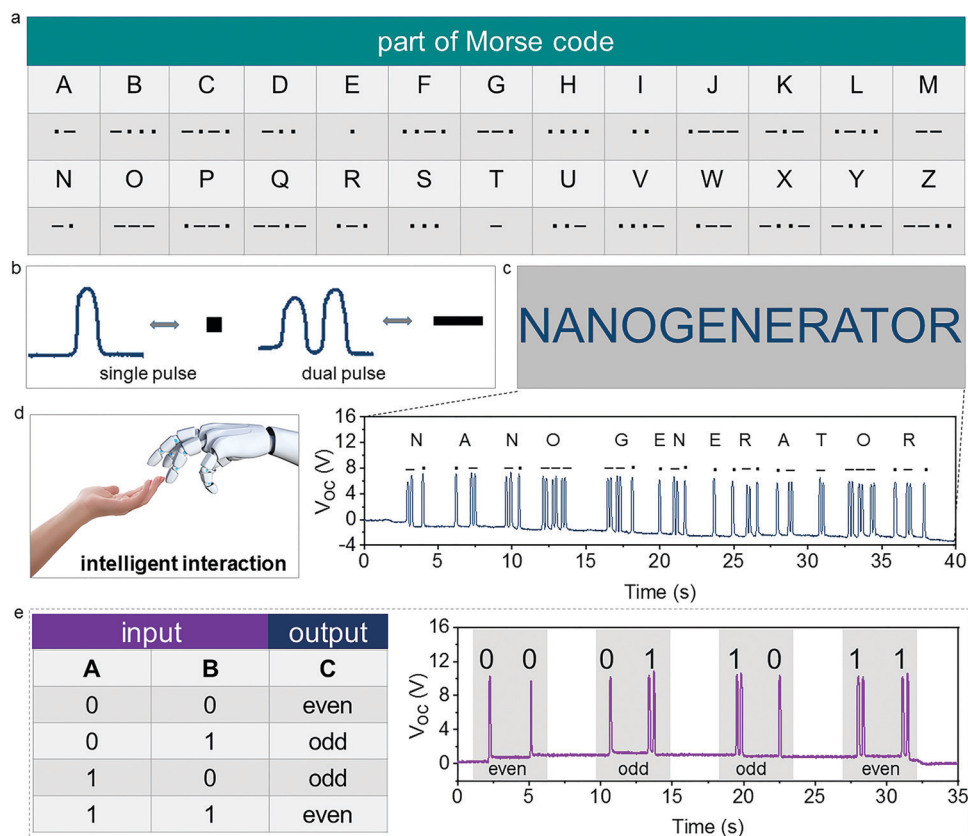 a
part of Morse code
A B C D E F G H I J K L M
·– –··· –·–· –·· · ··–· ––· ···· ·· ·––– –·– ·–·· ––
N O P Q R S T U V W X Y Z
–· ––– ·––· ––·– ·–· ··· – ··– ···– ·–– –··– –··– ––··
b
single pulse
dual pulse
c
NANOGENERATOR
d
intelligent interaction
N A N O G E N E R A T O R
–· ·– –· ––– ––· · –· · ·–· ·– – ––– ·–·
16
12
8
4
0
−4
V_OC (V)
0 5 10 15 20 25 30 35 40
Time (s)
e
input output
A B C
0 0 even
0 1 odd
1 0 odd
1 1 even
16
12
8
4
0
V_OC (V)
0 0 0 1 1 0 1 1
even odd odd even
0 5 10 15 20 25 30 35
Time (s)